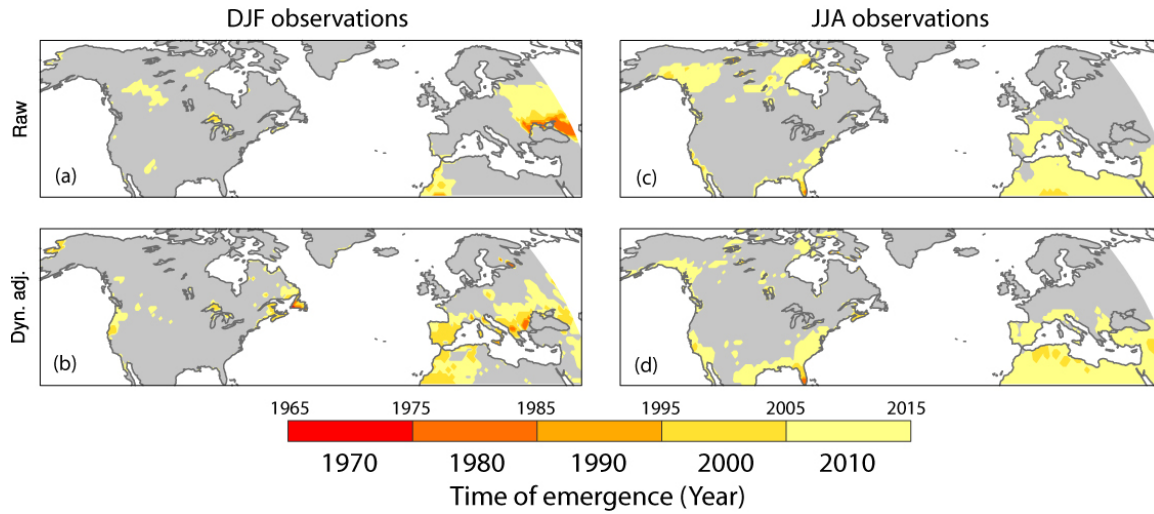 DJF observations
JJA observations
Raw
(a)
(c)
Dyn. adj.
(b)
(d)
1965 1975 1985 1995 2005 2015
1970 1980 1990 2000 2010
Time of emergence (Year)